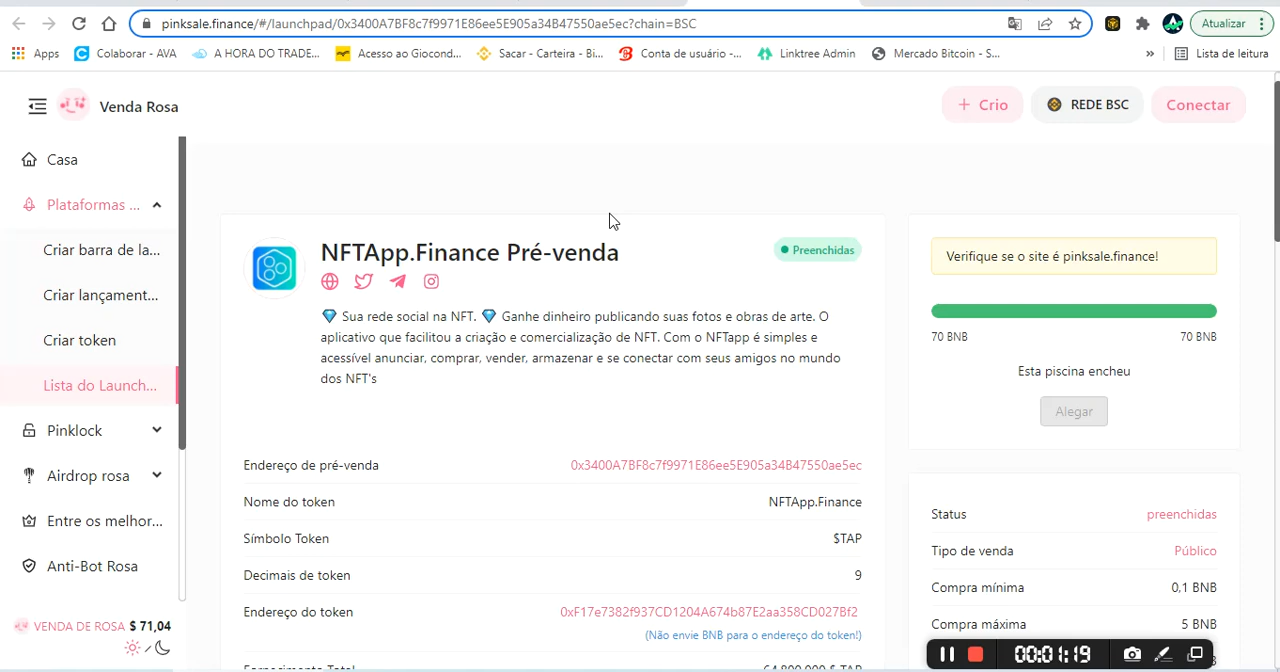 pinksale.finance/#/launchpad/0x3400A7BF8c7f9971E86ee5E905a34B47550ae5ec?chain=BSC
Atualizar
Apps
Colaborar - AVA
A HORA DO TRADE...
Acesso ao Giocond...
Sacar - Carteira - Bi...
Conta de usuário -...
Linktree Admin
Mercado Bitcoin - S...
»
Lista de leitura
Venda Rosa
+ Crio
REDE BSC
Conectar
Casa
Plataformas ...
Criar barra de la...
Criar lançament...
Criar token
Lista do Launch...
Pinklock
Airdrop rosa
Entre os melhor...
Anti-Bot Rosa
VENDA DE ROSA $ 71,04
NFTApp.Finance Pré-venda
Preenchidas
💎 Sua rede social na NFT. 💎 Ganhe dinheiro publicando suas fotos e obras de arte. O
aplicativo que facilitou a criação e comercialização de NFT. Com o NFTapp é simples e
acessível anunciar, comprar, vender, armazenar e se conectar com seus amigos no mundo
dos NFT's
Endereço de pré-venda 0x3400A7BF8c7f9971E86ee5E905a34B47550ae5ec
Nome do token NFTApp.Finance
Símbolo Token $TAP
Decimais de token 9
Endereço do token 0xF17e7382f937CD1204A674b87E2aa358CD027Bf2
(Não envie BNB para o endereço do token!)
Fornecimento Total 64.800.000 $ TAP
Verifique se o site é pinksale.finance!
70 BNB 70 BNB
Esta piscina encheu
Alegar
Status preenchidas
Tipo de venda Público
Compra mínima 0,1 BNB
Compra máxima 5 BNB
00:01:19